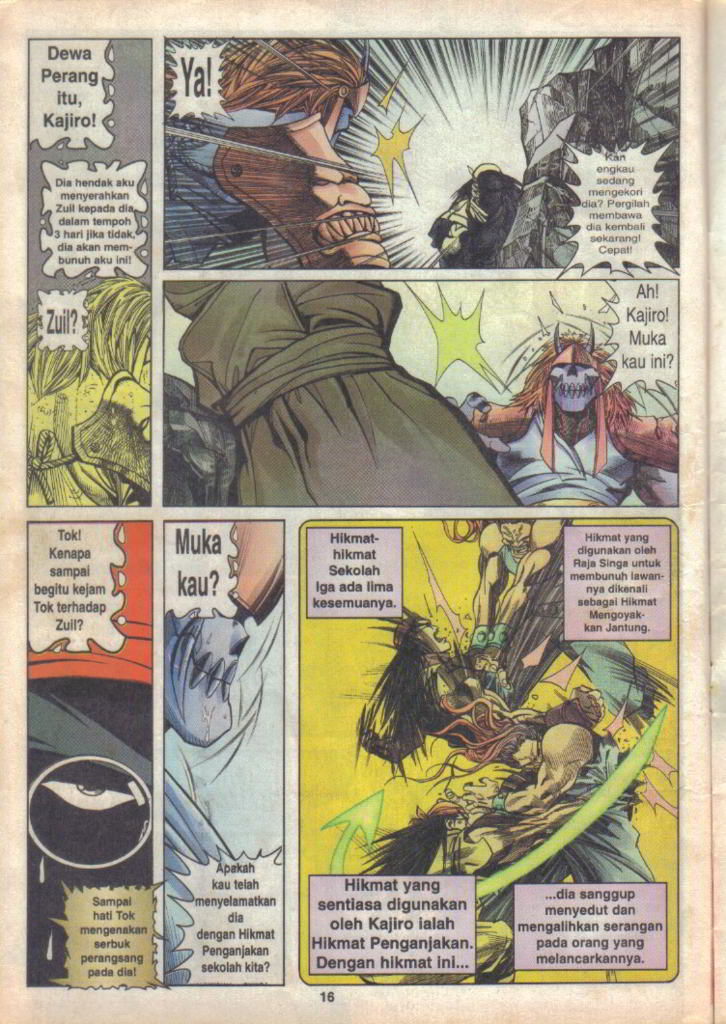 Dewa
Perang
itu,
Kajiro!
Dia hendak aku
menyerahkan
Zuil kepada dia
dalam tempoh
3 hari jika tidak,
dia akan mem-
bunuh aku ini!
Zuil?
Ya!
Kan
engkau
sedang
mengekori
dia? Pergilah
membawa
dia kembali
sekarang!
Cepat!
Ah!
Kajiro!
Muka
kau ini?
Tok!
Kenapa
sampai
begitu kejam
Tok terhadap
Zuil?
Sampai
hati Tok
mengenakan
serbuk
perangsang
pada dia!
Muka
kau?
Apakah
kau telah
menyelamatkan
dia
dengan Hikmat
Penganjakan
sekolah kita?
Hikmat-
hikmat
Sekolah
Iga ada lima
kesemuanya.
Hikmat yang
digunakan oleh
Raja Singa untuk
membunuh lawan-
nya dikenali
sebagai Hikmat
Mengoyak-
kan Jantung.
Hikmat yang
sentiasa digunakan
oleh Kajiro ialah
Hikmat Penganjakan.
Dengan hikmat ini...
...dia sanggup
menyedut dan
mengalihkan serangan
pada orang yang
melancarkannya.
16